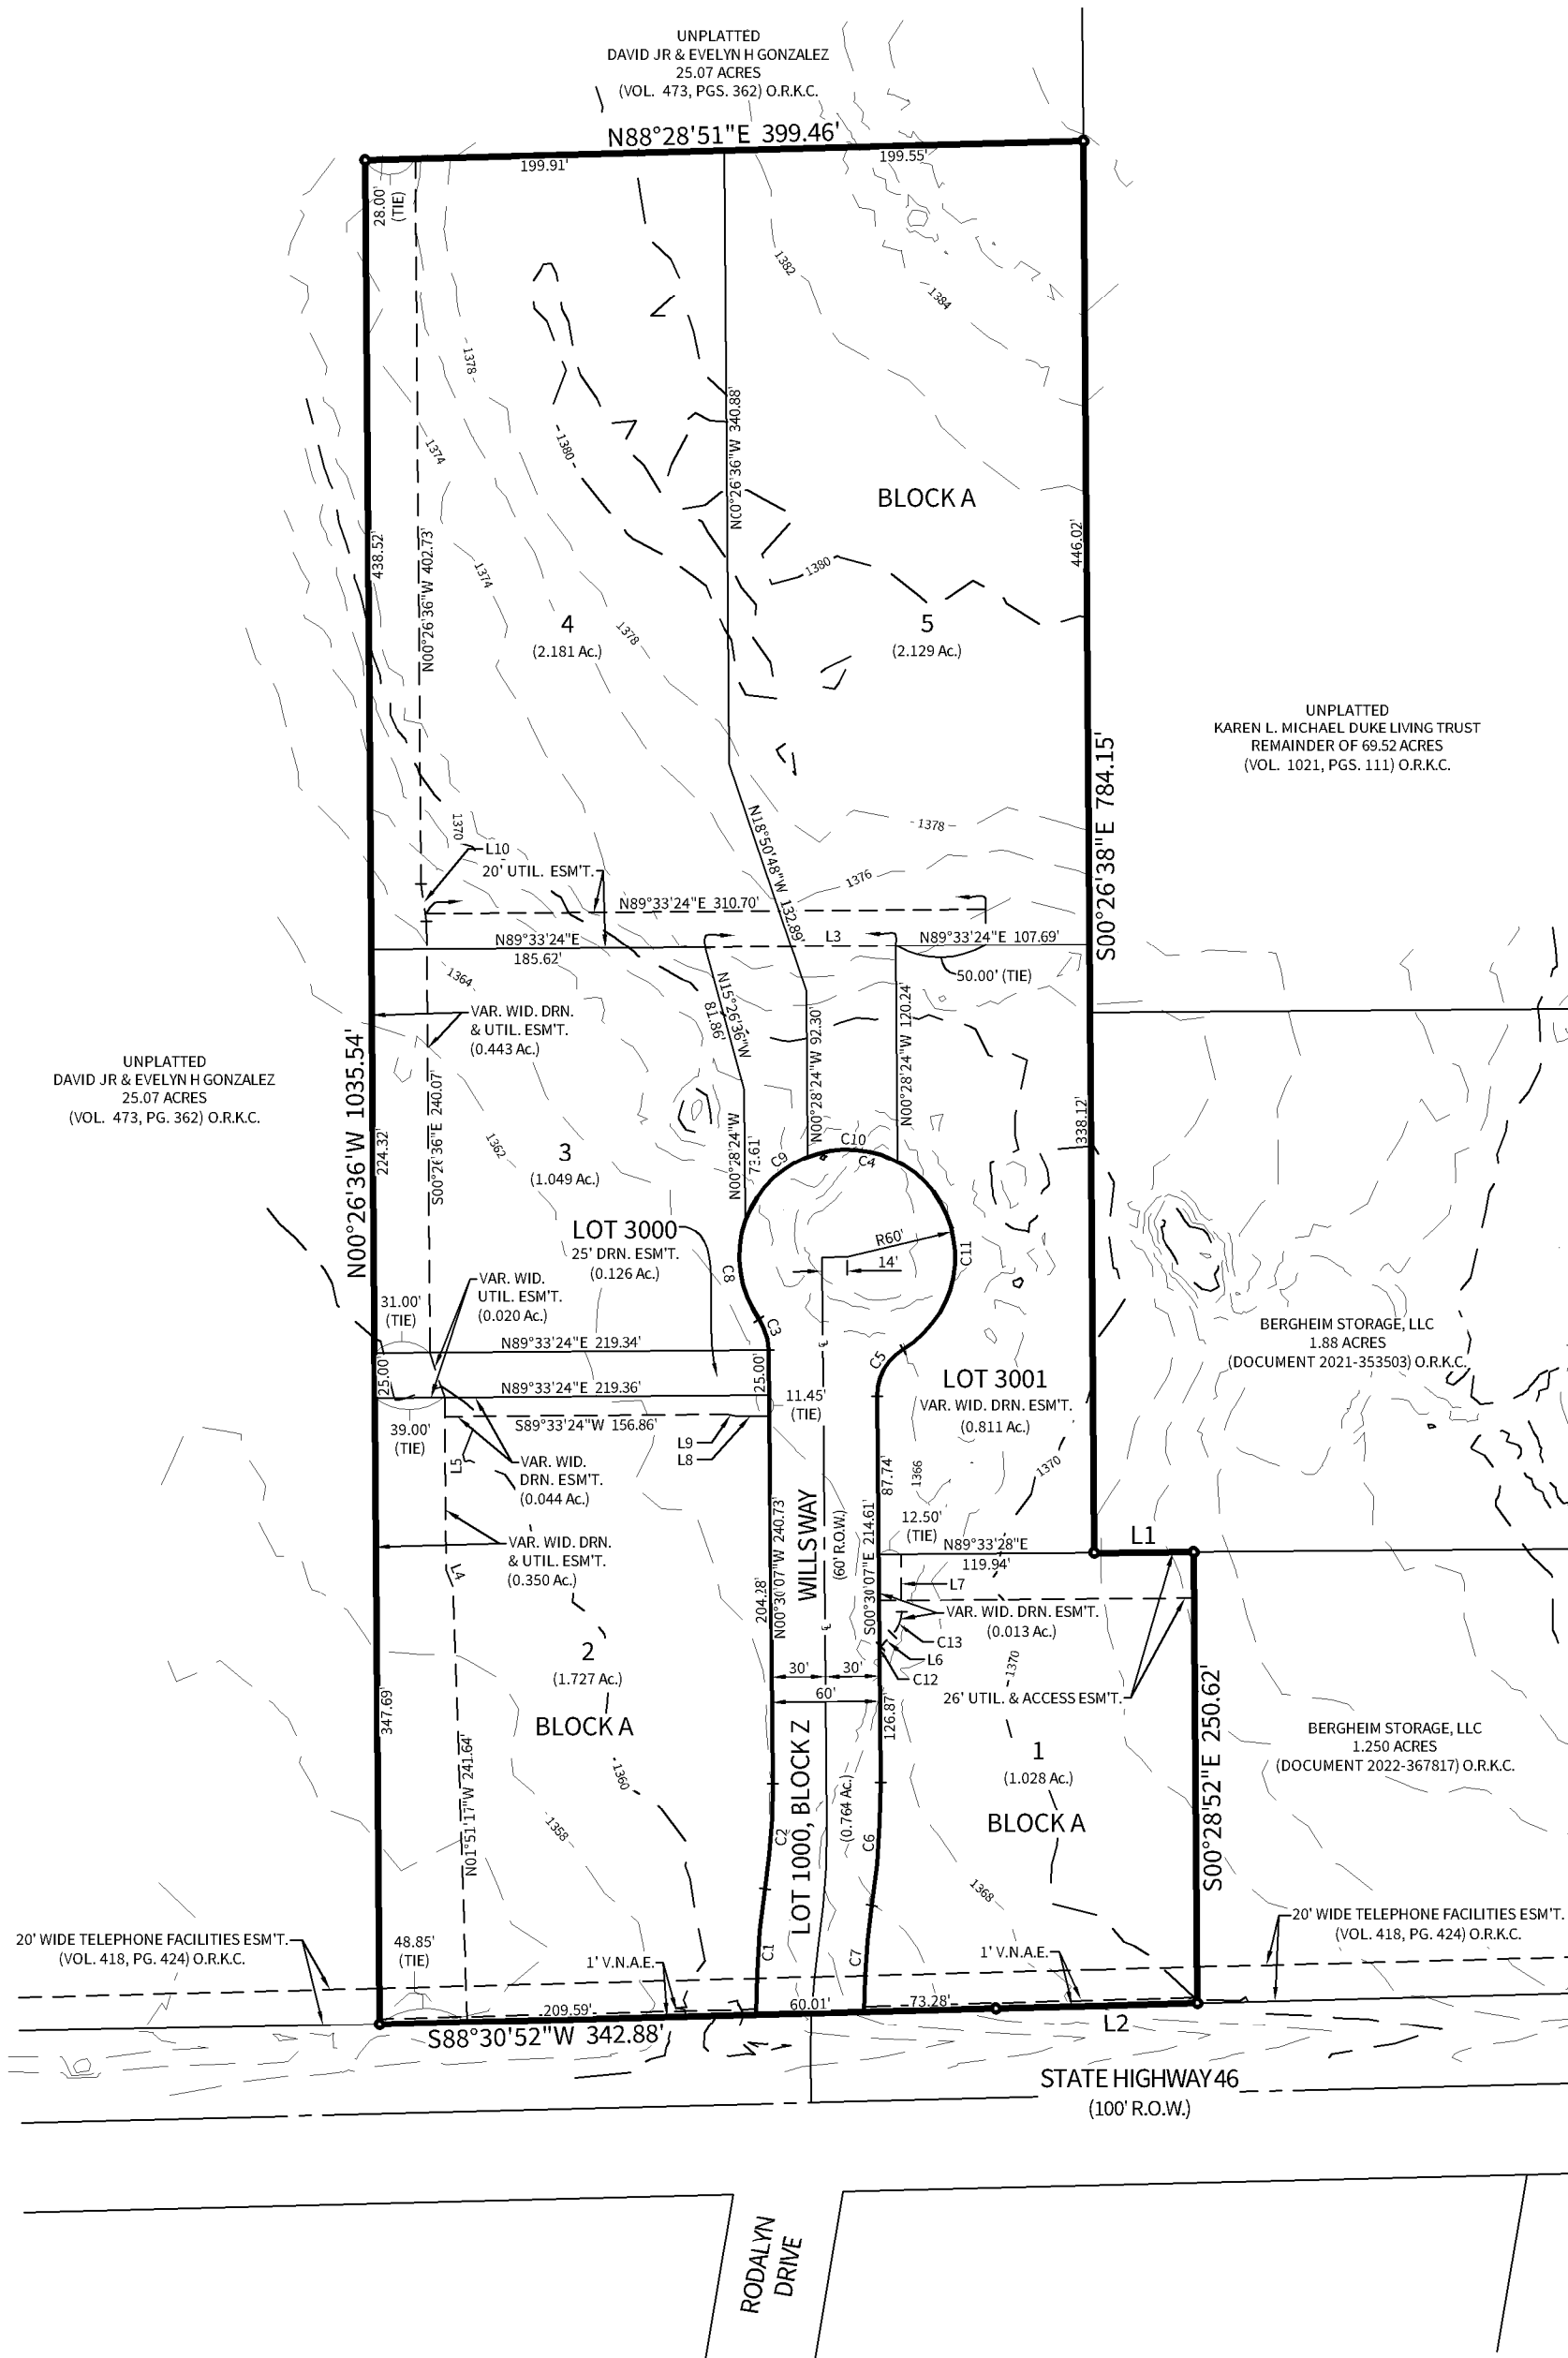 UNPLATTED
DAVID JR & EVELYN H GONZALEZ
25.07 ACRES
(VOL. 473, PGS. 362) O.R.K.C.
N88°28'51"E 399.46'
199.91'
199.55'
28.00'
(TIE)
1382
1384
1378
1374
1380
N00°26'36"W 340.88'
BLOCK A
438.52'
N00°26'36"W 402.73'
446.02'
1374
1380
4
(2.181 Ac.)
1378
5
(2.129 Ac.)
UNPLATTED
KAREN L. MICHAEL DUKE LIVING TRUST
REMAINDER OF 69.52 ACRES
(VOL. 1021, PGS. 111) O.R.K.C.
S00°26'38"E 784.15'
1370
1378
N18°50'48"W 132.89'
L10
20' UTIL. ESM'T.
1376
N89°33'24"E 310.70'
N89°33'24"E
185.62'
L3
N89°33'24"E 107.69'
50.00' (TIE)
1364
N15°26'36"W
81.86'
VAR. WID. DRN.
& UTIL. ESM'T.
(0.443 Ac.)
N00°28'24"W 92.30'
N00°28'24"W 120.24'
UNPLATTED
DAVID JR & EVELYN H GONZALEZ
25.07 ACRES
(VOL. 473, PG. 362) O.R.K.C.
N00°26'36"W 1035.54'
224.32'
S00°26'36"E 240.07'
1362
3
(1.049 Ac.)
N00°28'24"W
73.61'
C9
C10
C4
338.12'
LOT 3000
25' DRN. ESM'T.
(0.126 Ac.)
R60'
14'
C11
C8
VAR. WID.
UTIL. ESM'T.
(0.020 Ac.)
31.00'
(TIE)
C3
C5
BERGHEIM STORAGE, LLC
1.88 ACRES
(DOCUMENT 2021-353503) O.R.K.C.
N89°33'24"E 219.34'
25.00'
25.00'
N89°33'24"E 219.36'
11.45'
(TIE)
LOT 3001
VAR. WID. DRN. ESM'T.
(0.811 Ac.)
39.00'
(TIE)
S89°33'24"W 156.86'
L9
L8
L5
VAR. WID.
DRN. ESM'T.
(0.044 Ac.)
87.74'
1366
1370
WILLS WAY
(60' R.O.W.)
12.50'
(TIE)
N89°33'28"E
119.94'
L1
VAR. WID. DRN.
& UTIL. ESM'T.
(0.350 Ac.)
L4
204.28'
N00°30'07"W 240.73'
S00°30'07"E 214.61'
L7
VAR. WID. DRN. ESM'T.
(0.013 Ac.)
C13
L6
C12
1370
2
(1.727 Ac.)
30'
30'
60'
26' UTIL. & ACCESS ESM'T.
347.69'
BLOCK A
126.87'
S00°28'52"E 250.62'
BERGHEIM STORAGE, LLC
1.250 ACRES
(DOCUMENT 2022-367817) O.R.K.C.
N01°51'17"W 241.64'
1360
1358
LOT 1000, BLOCK Z
(0.764 Ac.)
1
(1.028 Ac.)
BLOCK A
C2
C6
1368
20' WIDE TELEPHONE FACILITIES ESM'T.
(VOL. 418, PG. 424) O.R.K.C.
20' WIDE TELEPHONE FACILITIES ESM'T.
(VOL. 418, PG. 424) O.R.K.C.
48.85'
(TIE)
1' V.N.A.E.
C1
C7
1' V.N.A.E.
209.59'
60.01'
73.28'
S88°30'52"W 342.88'
L2
STATE HIGHWAY 46
(100' R.O.W.)
RODALYN
DRIVE